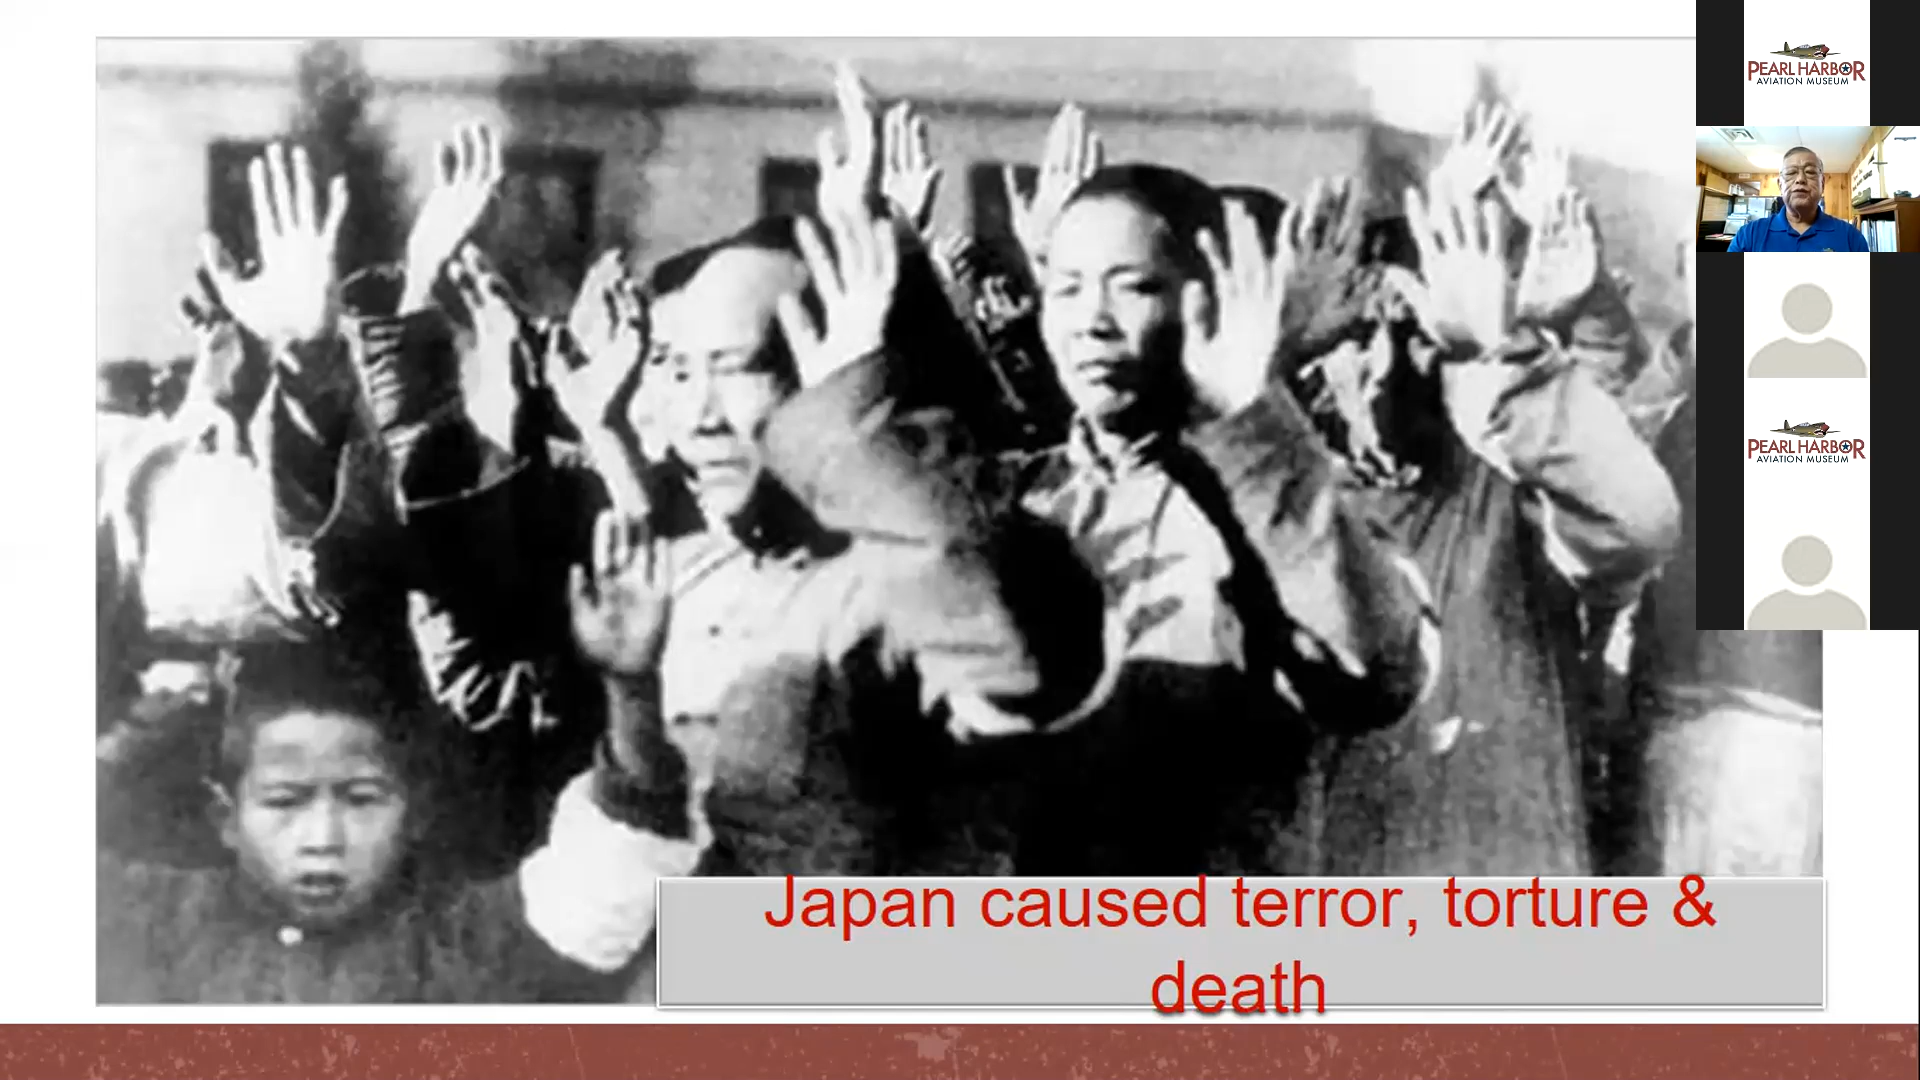 PEARL HARBOR
AVIATION MUSEUM
PEARL HARBOR
AVIATION MUSEUM
Japan caused terror, torture &
death